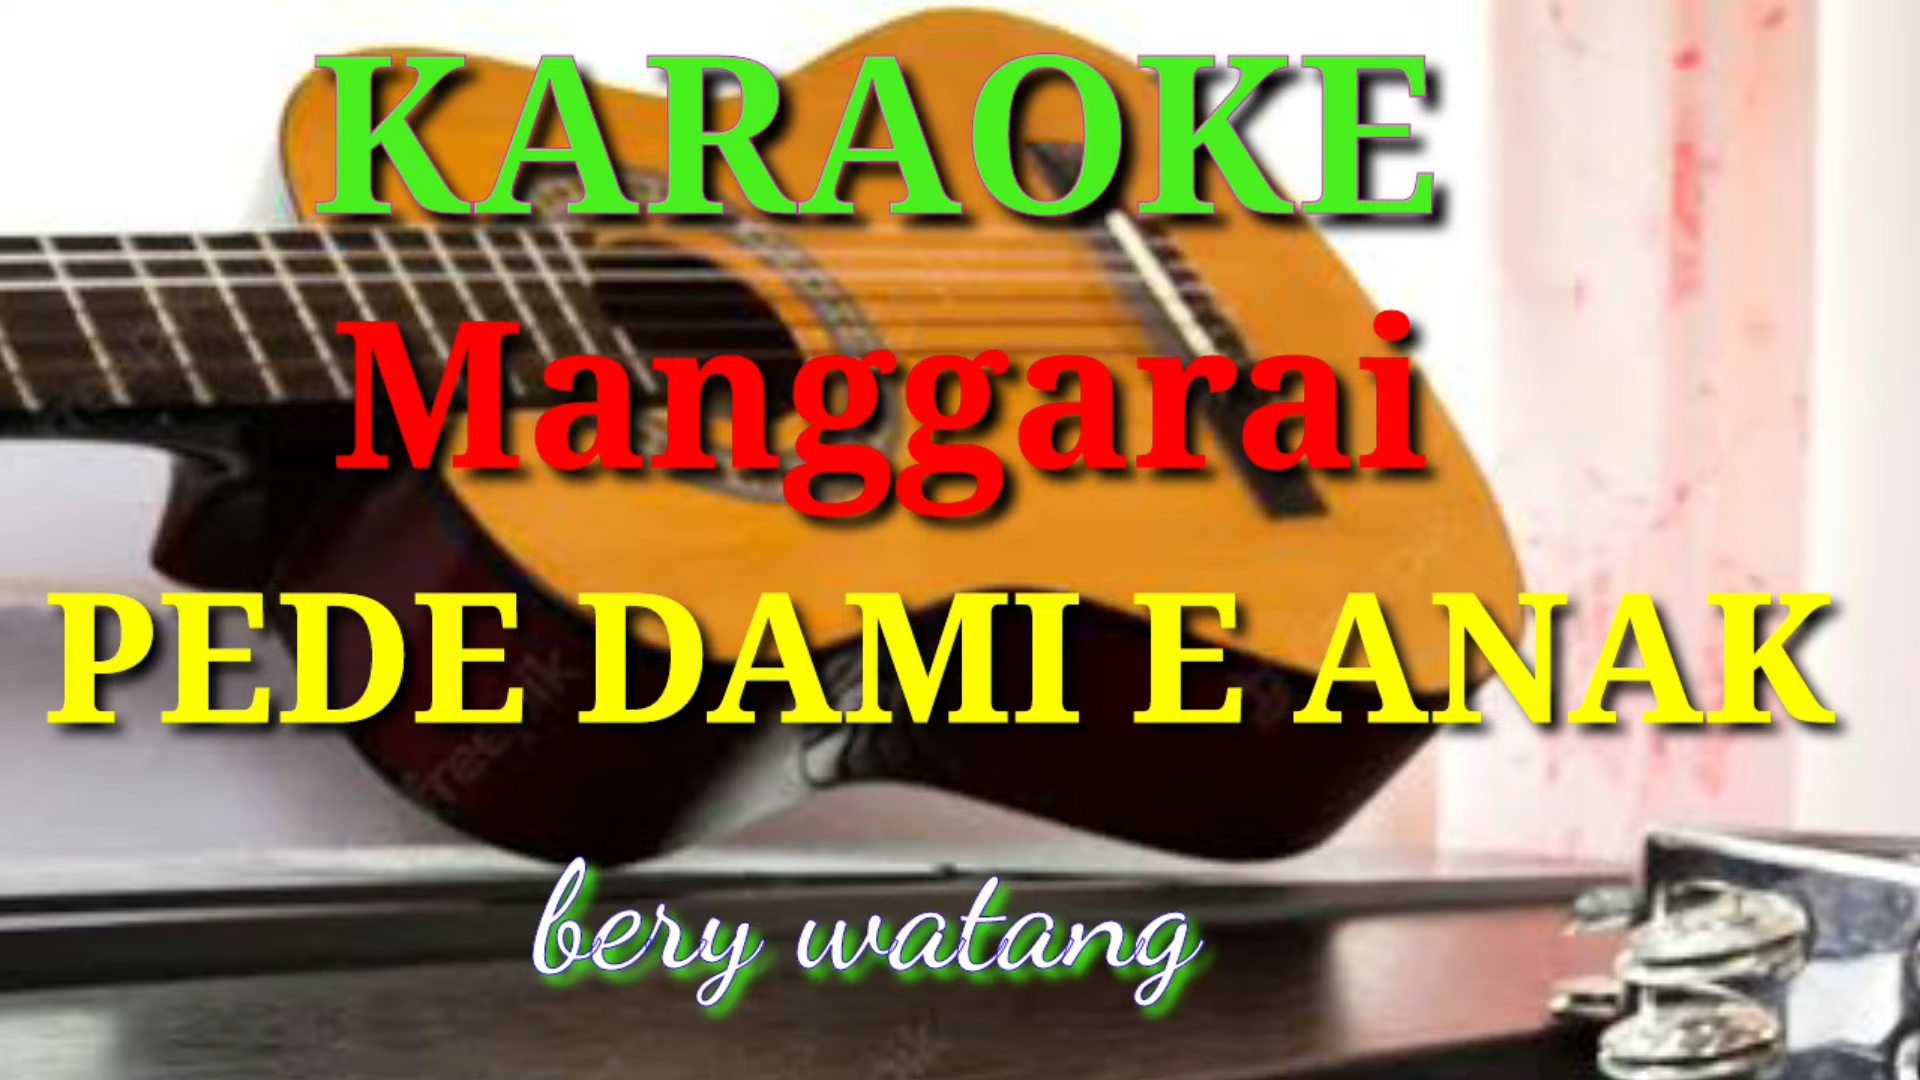 KARAOKE
Manggarai
PEDE DAMI E ANAK
bery watang